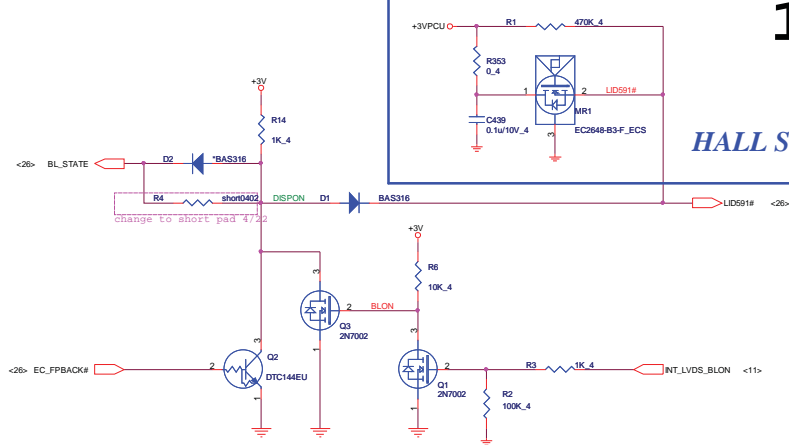 1
+3VPCU
R1
470K_4
R353
0_4
1
2
LID591#
MR1
C439
0.1u/10V_4
3
EC2648-B3-F_ECS
HALL S
+3V
R14
1K_4
<26>
BL_STATE
D2
*BAS316
R4
short0402
DISPON
D1
BAS316
LID591#
<26>
change to short pad 4/22
+3V
R6
10K_4
3
2
BLON
Q3
2N7002
1
3
Q2
DTC144EU
<26>
EC_FPBACK#
2
1
3
2
R3
1K_4
INT_LVDS_BLON
<11>
Q1
2N7002
1
R2
100K_4